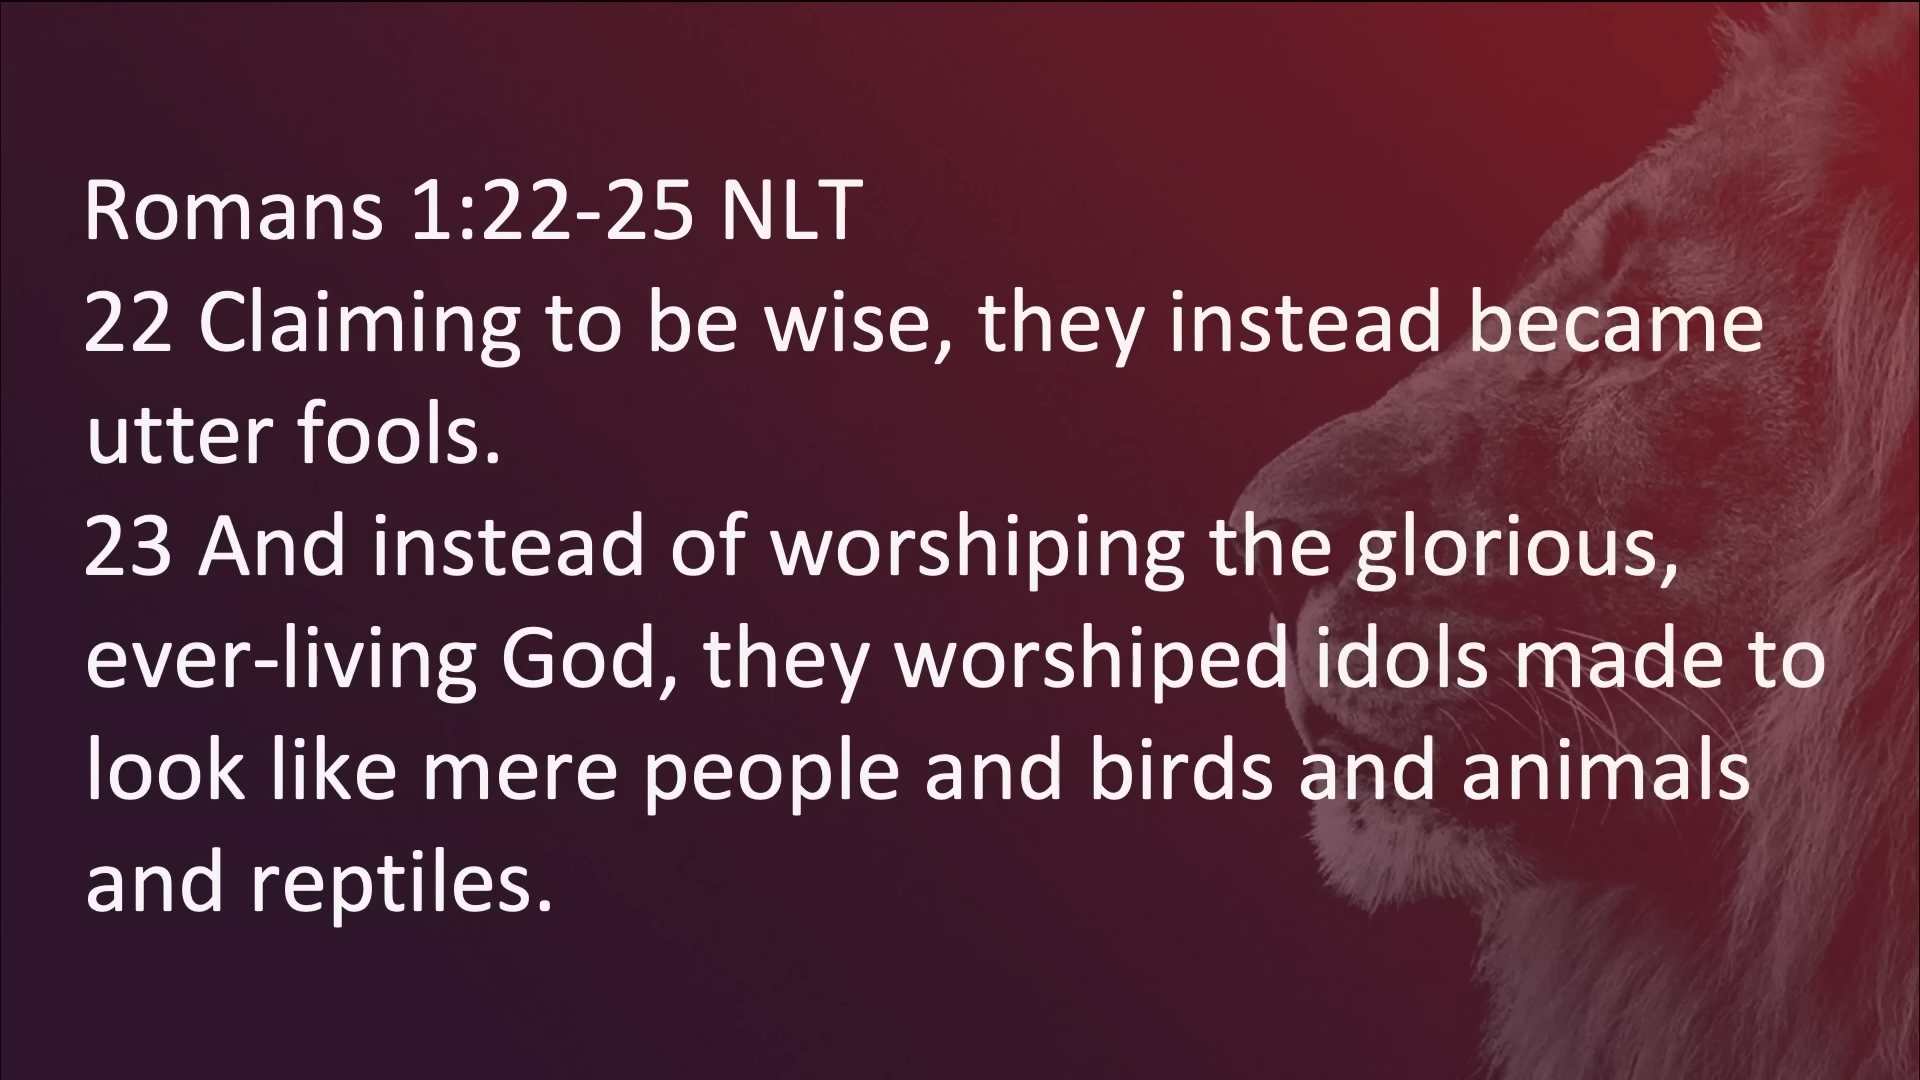 Romans 1:22-25 NLT
22 Claiming to be wise, they instead became
utter fools.
23 And instead of worshiping the glorious,
ever-living God, they worshiped idols made to
look like mere people and birds and animals
and reptiles.